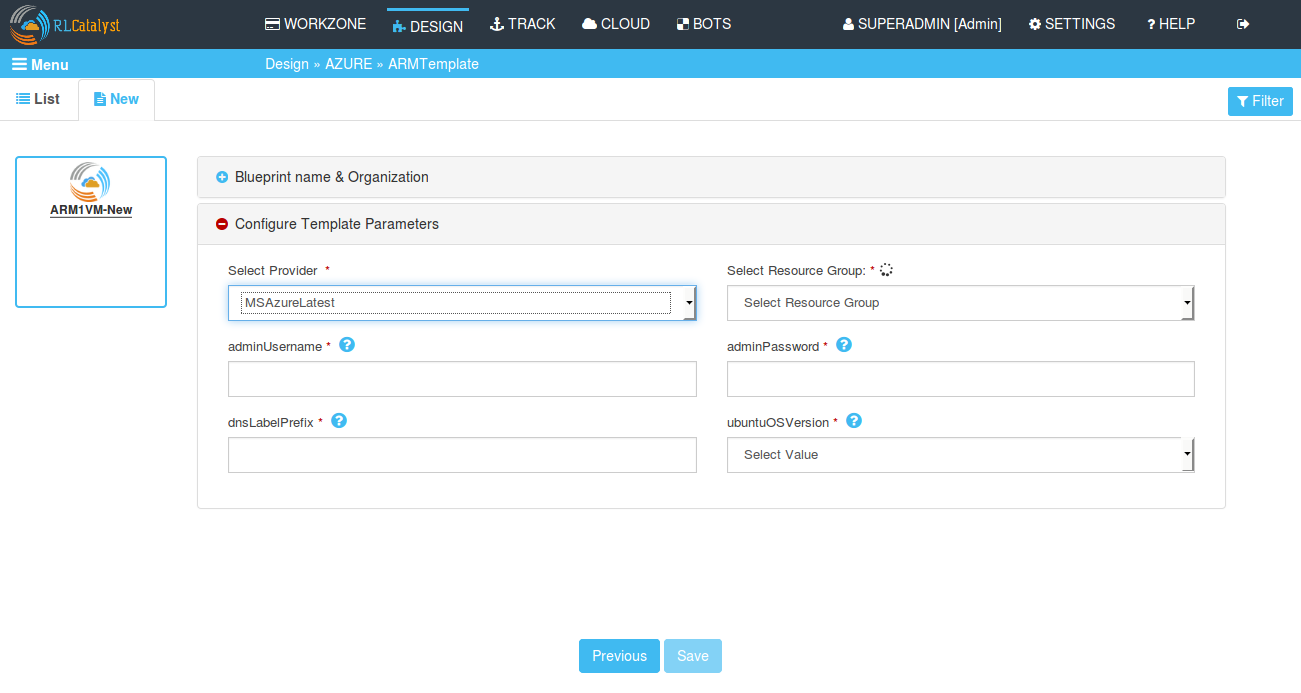 RLCatalyst WORKZONE DESIGN TRACK CLOUD BOTS SUPERADMIN [Admin] SETTINGS ? HELP
Menu Design » AZURE » ARMTemplate
List New Filter
ARM1VM-New
Blueprint name & Organization
Configure Template Parameters
Select Provider * Select Resource Group: *
MSAzureLatest Select Resource Group
adminUsername * ? adminPassword * ?
dnsLabelPrefix * ? ubuntuOSVersion * ?
Select Value
Previous Save